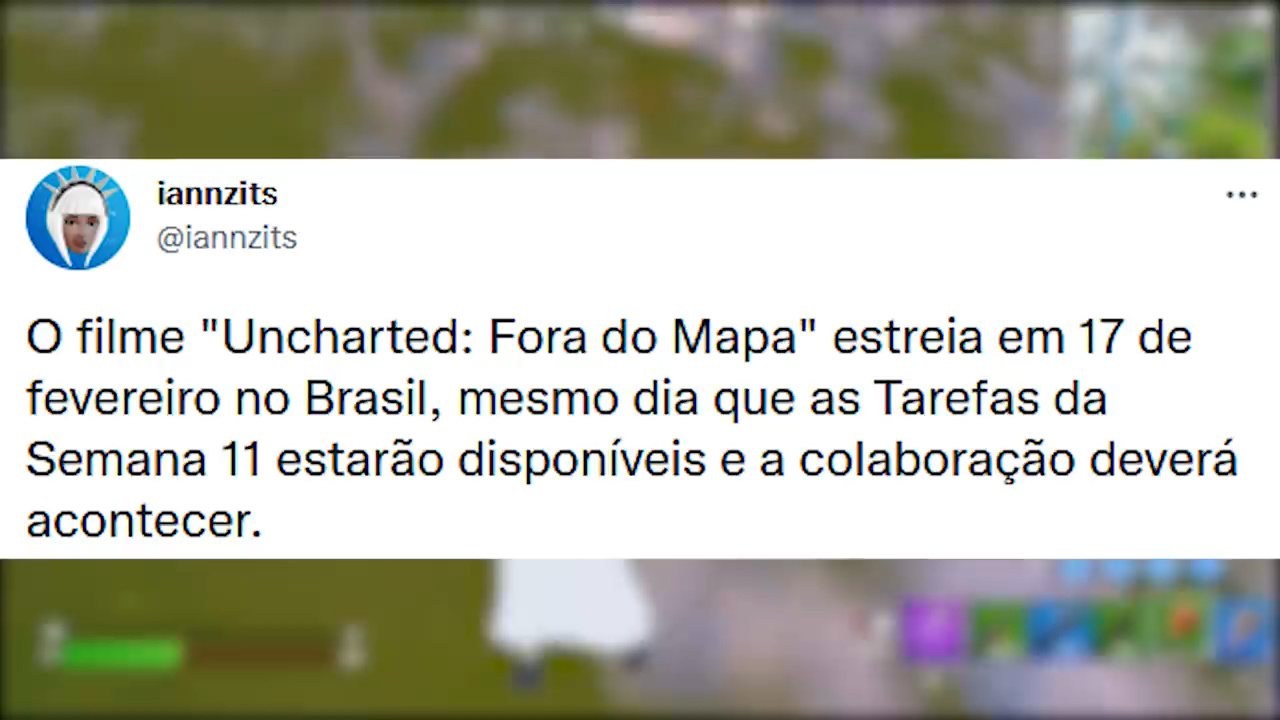 iannzits
@iannzits
O filme "Uncharted: Fora do Mapa" estreia em 17 de
fevereiro no Brasil, mesmo dia que as Tarefas da
Semana 11 estarão disponíveis e a colaboração deverá
acontecer.